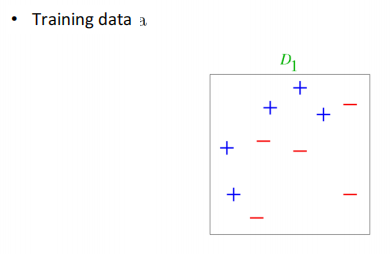 • Training data a
D1